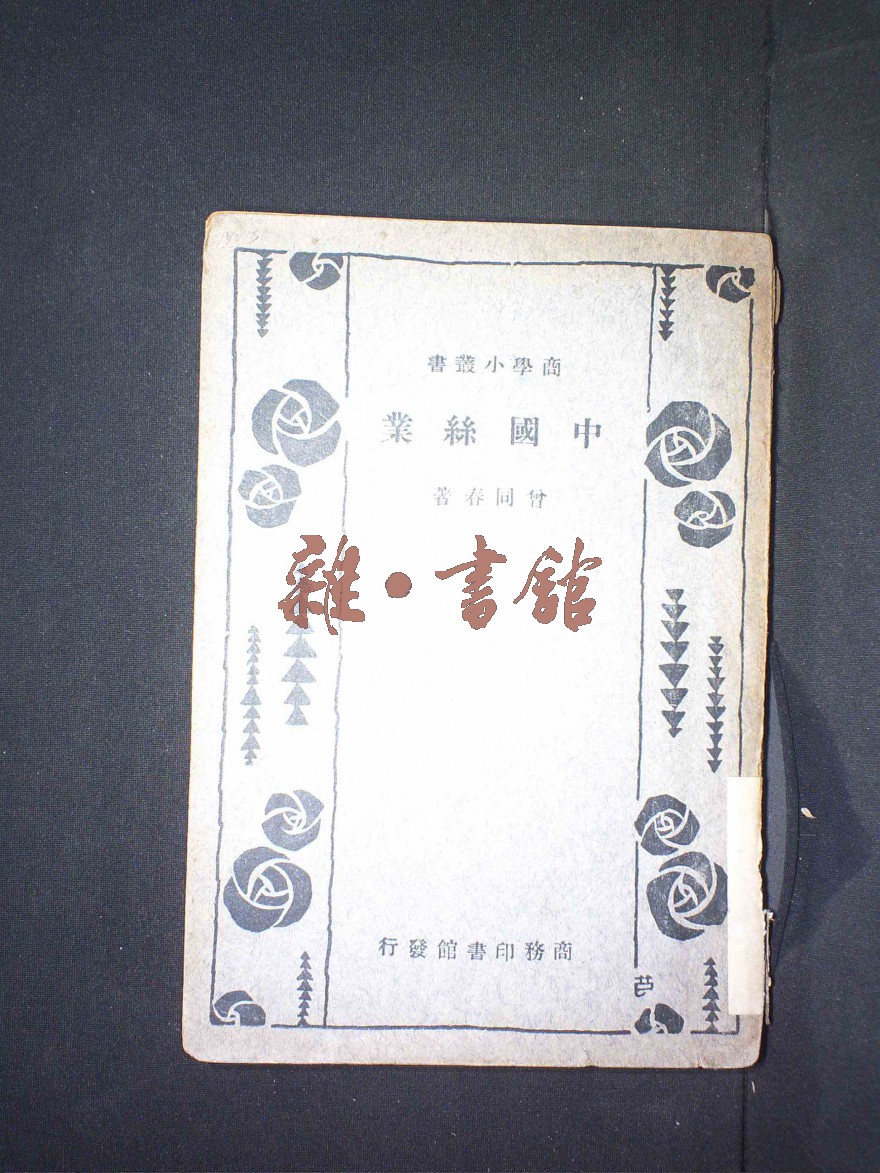 商學小叢書
中國絲業
曾同春著
雜·書館
商務印書館發行